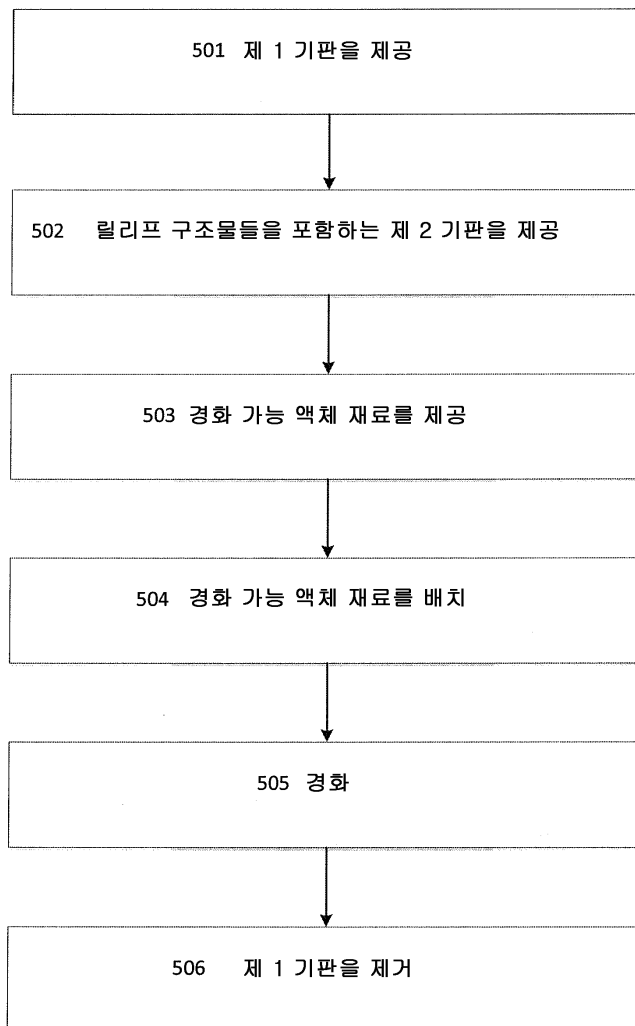 501 제 1 기판을 제공
502 릴리프 구조물들을 포함하는 제 2 기판을 제공
503 경화 가능 액체 재료를 제공
504 경화 가능 액체 재료를 배치
505 경화
506 제 1 기판을 제거